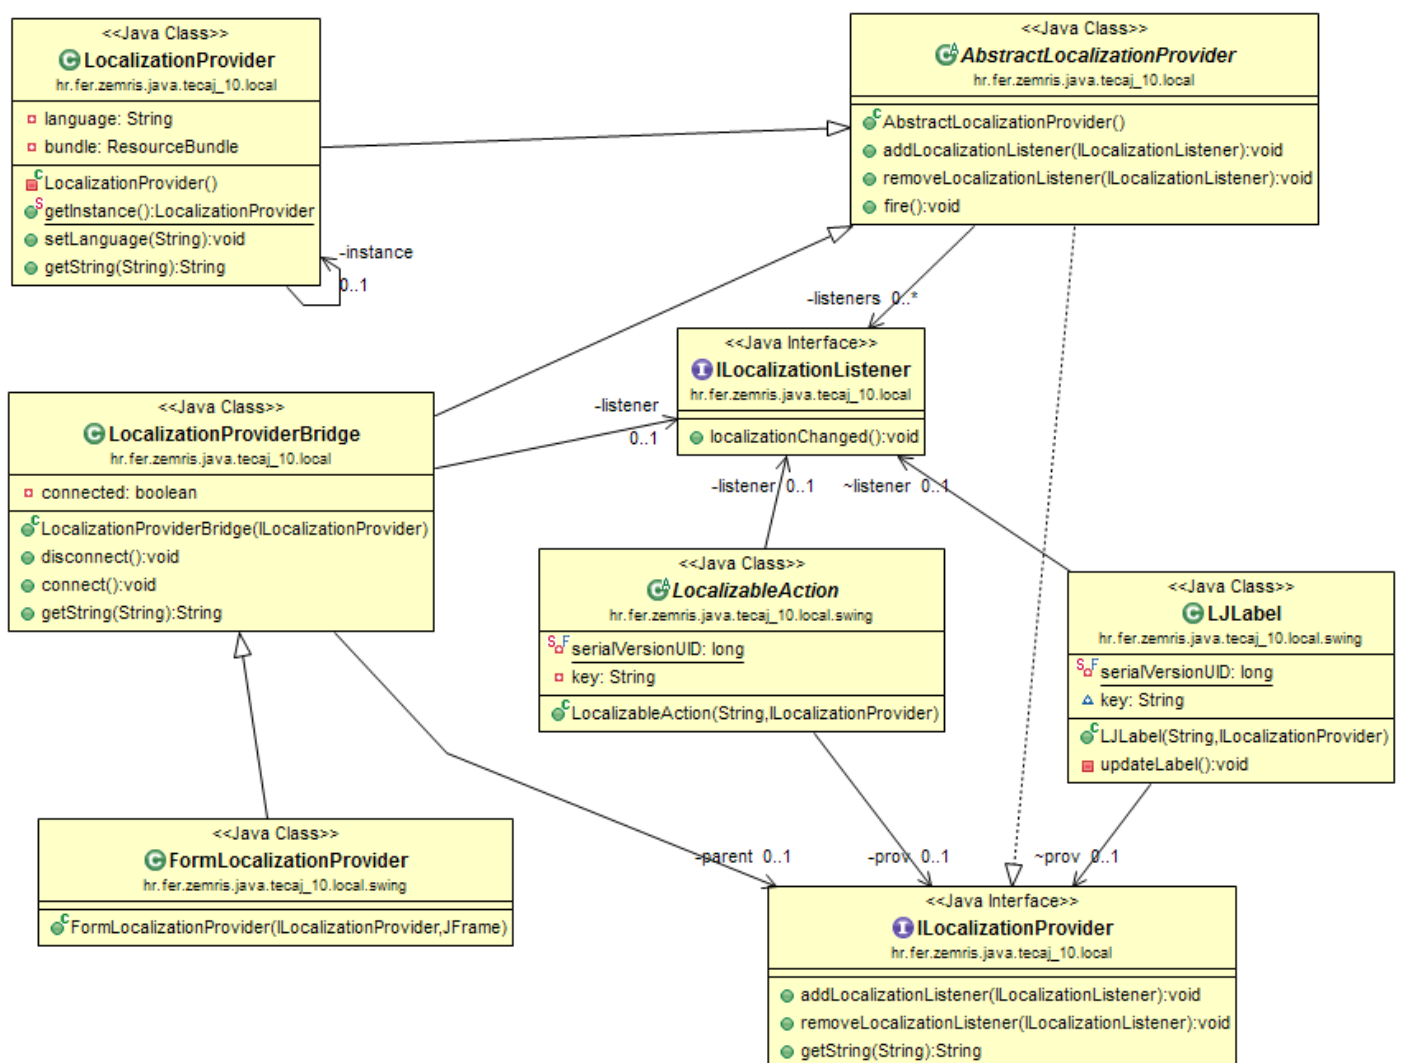 <<Java Class>>
LocalizationProvider
hr.fer.zemris.java.tecaj_10.local
language: String
bundle: ResourceBundle
LocalizationProvider()
getInstance():LocalizationProvider
setLanguage(String):void
getString(String):String
-instance
0..1
<<Java Class>>
AbstractLocalizationProvider
hr.fer.zemris.java.tecaj_10.local
AbstractLocalizationProvider()
addLocalizationListener(ILocalizationListener):void
removeLocalizationListener(ILocalizationListener):void
fire():void
-listeners 0..*
<<Java Interface>>
ILocalizationListener
hr.fer.zemris.java.tecaj_10.local
localizationChanged():void
-listener
0..1
-listener 0..1
~listener 0..1
<<Java Class>>
LocalizationProviderBridge
hr.fer.zemris.java.tecaj_10.local
connected: boolean
LocalizationProviderBridge(ILocalizationProvider)
disconnect():void
connect():void
getString(String):String
<<Java Class>>
LocalizableAction
hr.fer.zemris.java.tecaj_10.local.swing
serialVersionUID: long
key: String
LocalizableAction(String,ILocalizationProvider)
<<Java Class>>
LJLabel
hr.fer.zemris.java.tecaj_10.local.swing
serialVersionUID: long
key: String
LJLabel(String,ILocalizationProvider)
updateLabel():void
<<Java Class>>
FormLocalizationProvider
hr.fer.zemris.java.tecaj_10.local.swing
FormLocalizationProvider(ILocalizationProvider,JFrame)
-parent 0..1
-prov 0..1
~prov 0..1
<<Java Interface>>
ILocalizationProvider
hr.fer.zemris.java.tecaj_10.local
addLocalizationListener(ILocalizationListener):void
removeLocalizationListener(ILocalizationListener):void
getString(String):String